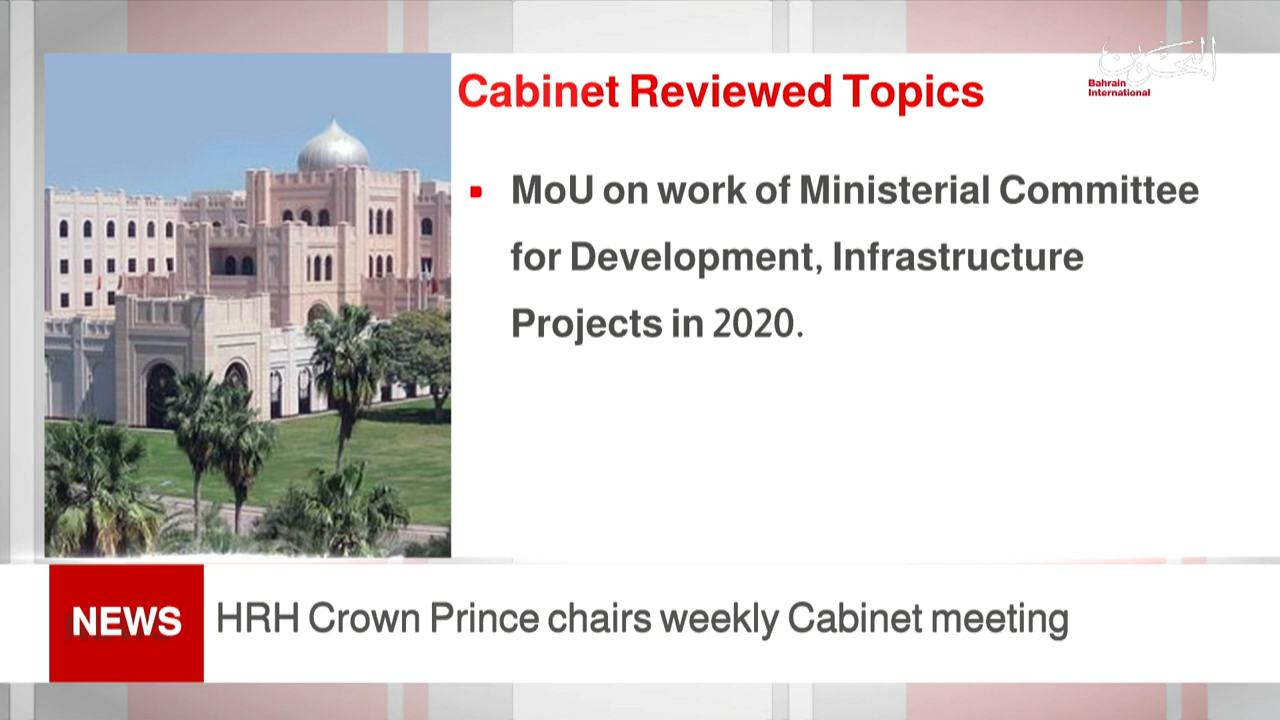 Cabinet Reviewed Topics
البحرين
Bahrain
International
MoU on work of Ministerial Committee
for Development, Infrastructure
Projects in 2020.
NEWS
HRH Crown Prince chairs weekly Cabinet meeting